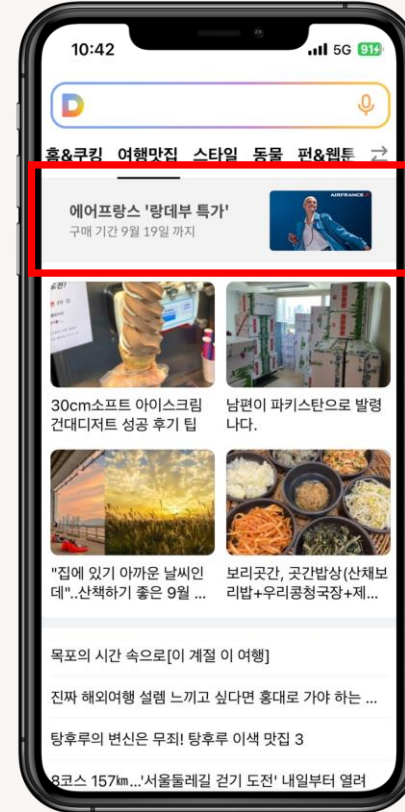 10:42
5G 91
D
홈&쿠킹 여행맛집 스타일 동물 펀&웹툰
에어프랑스 '랑데부 특가'
구매 기간 9월 19일 까지
AIRFRANCE
30cm소프트 아이스크림
건대디저트 성공 후기 팁
남편이 파키스탄으로 발령
나다.
"집에 있기 아까운 날씨인
데"..산책하기 좋은 9월 ...
보리곳간, 곳간밥상(산채보
리밥+우리콩청국장+제...
목포의 시간 속으로[이 계절 이 여행]
진짜 해외여행 설렘 느끼고 싶다면 홍대로 가야 하는 ...
탕후루의 변신은 무죄! 탕후루 이색 맛집 3
8코스 157㎞...'서울둘레길 걷기 도전' 내일부터 열려